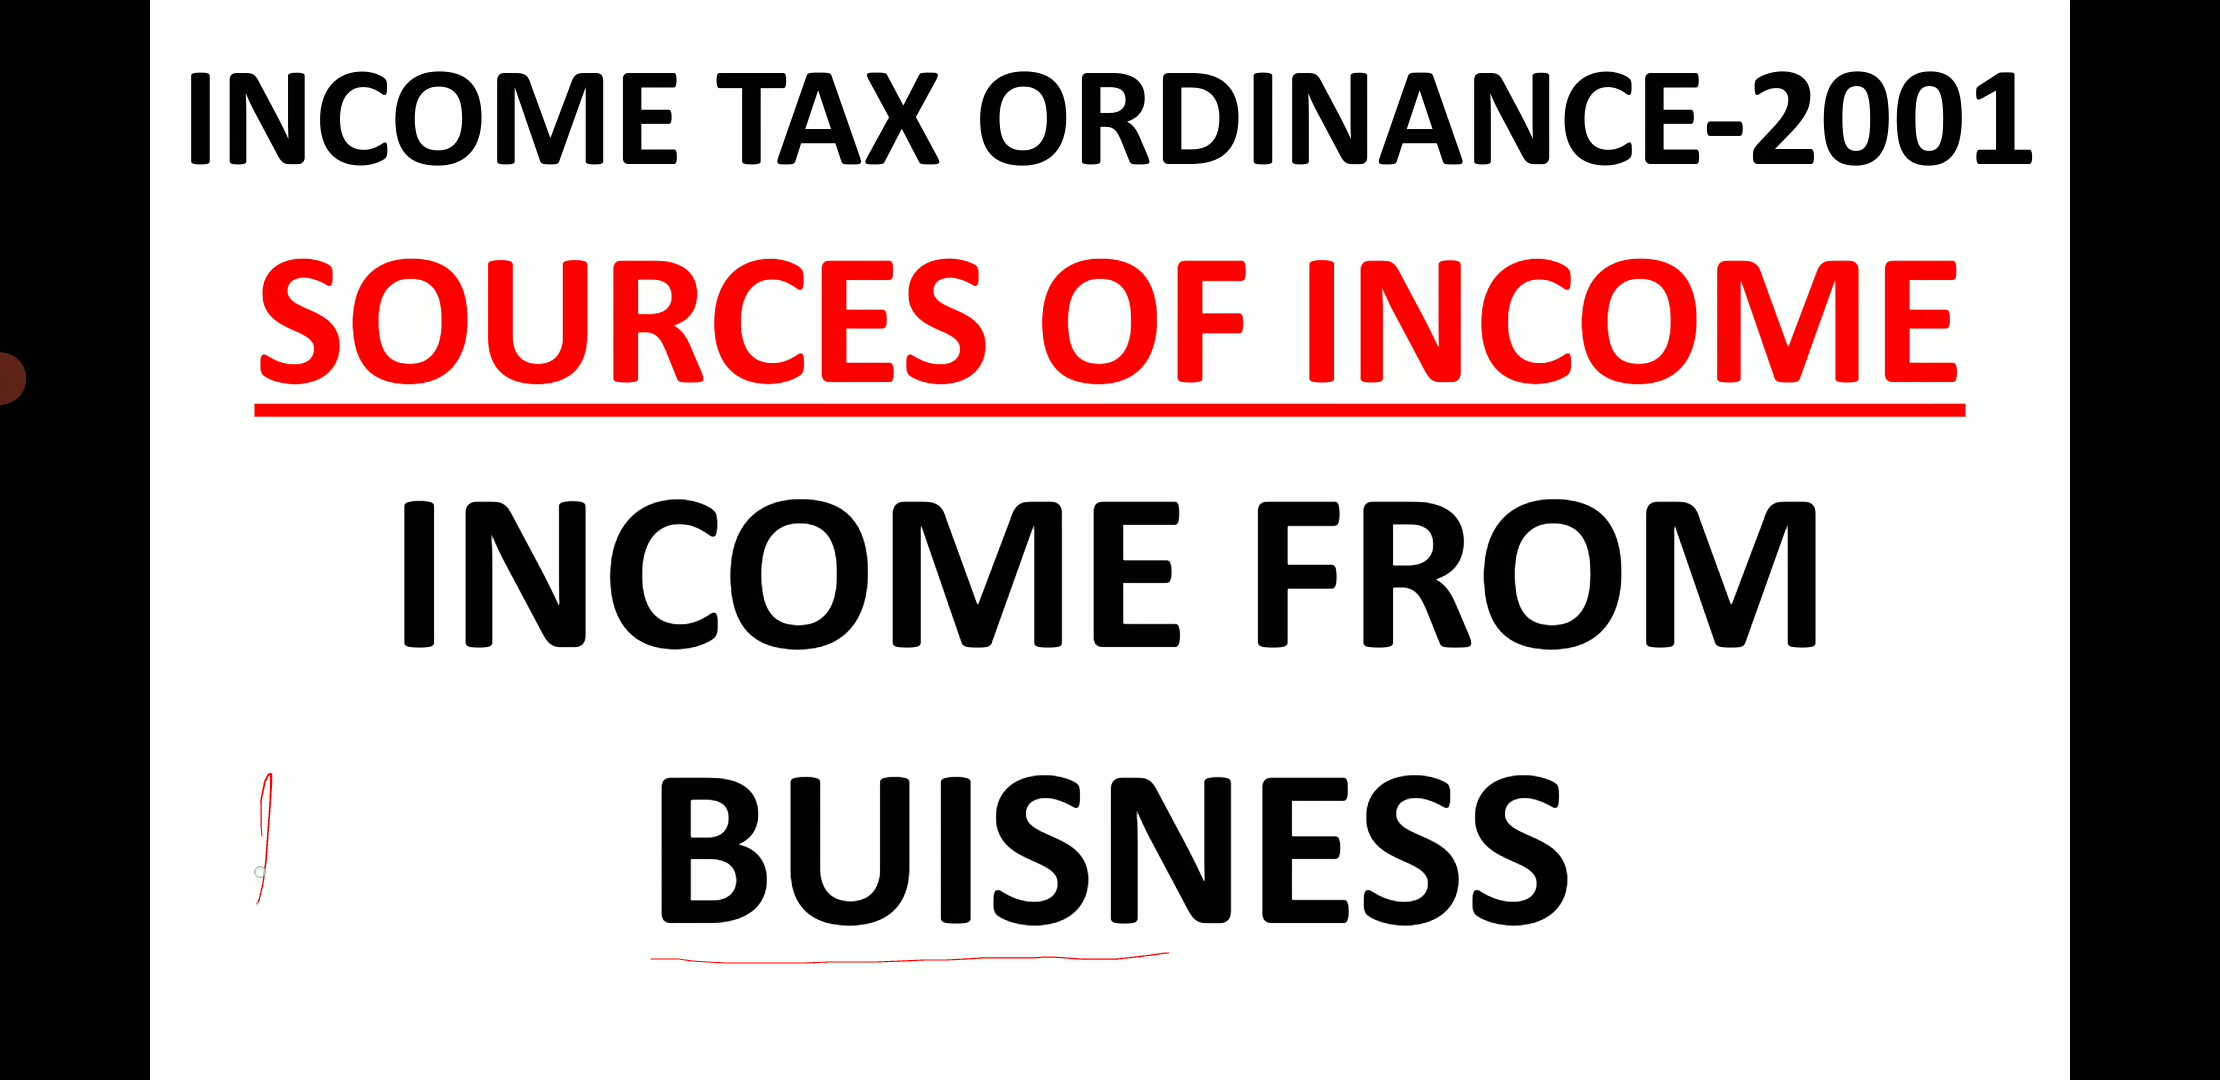 INCOME TAX ORDINANCE-2001
SOURCES OF INCOME
INCOME FROM
BUISNESS